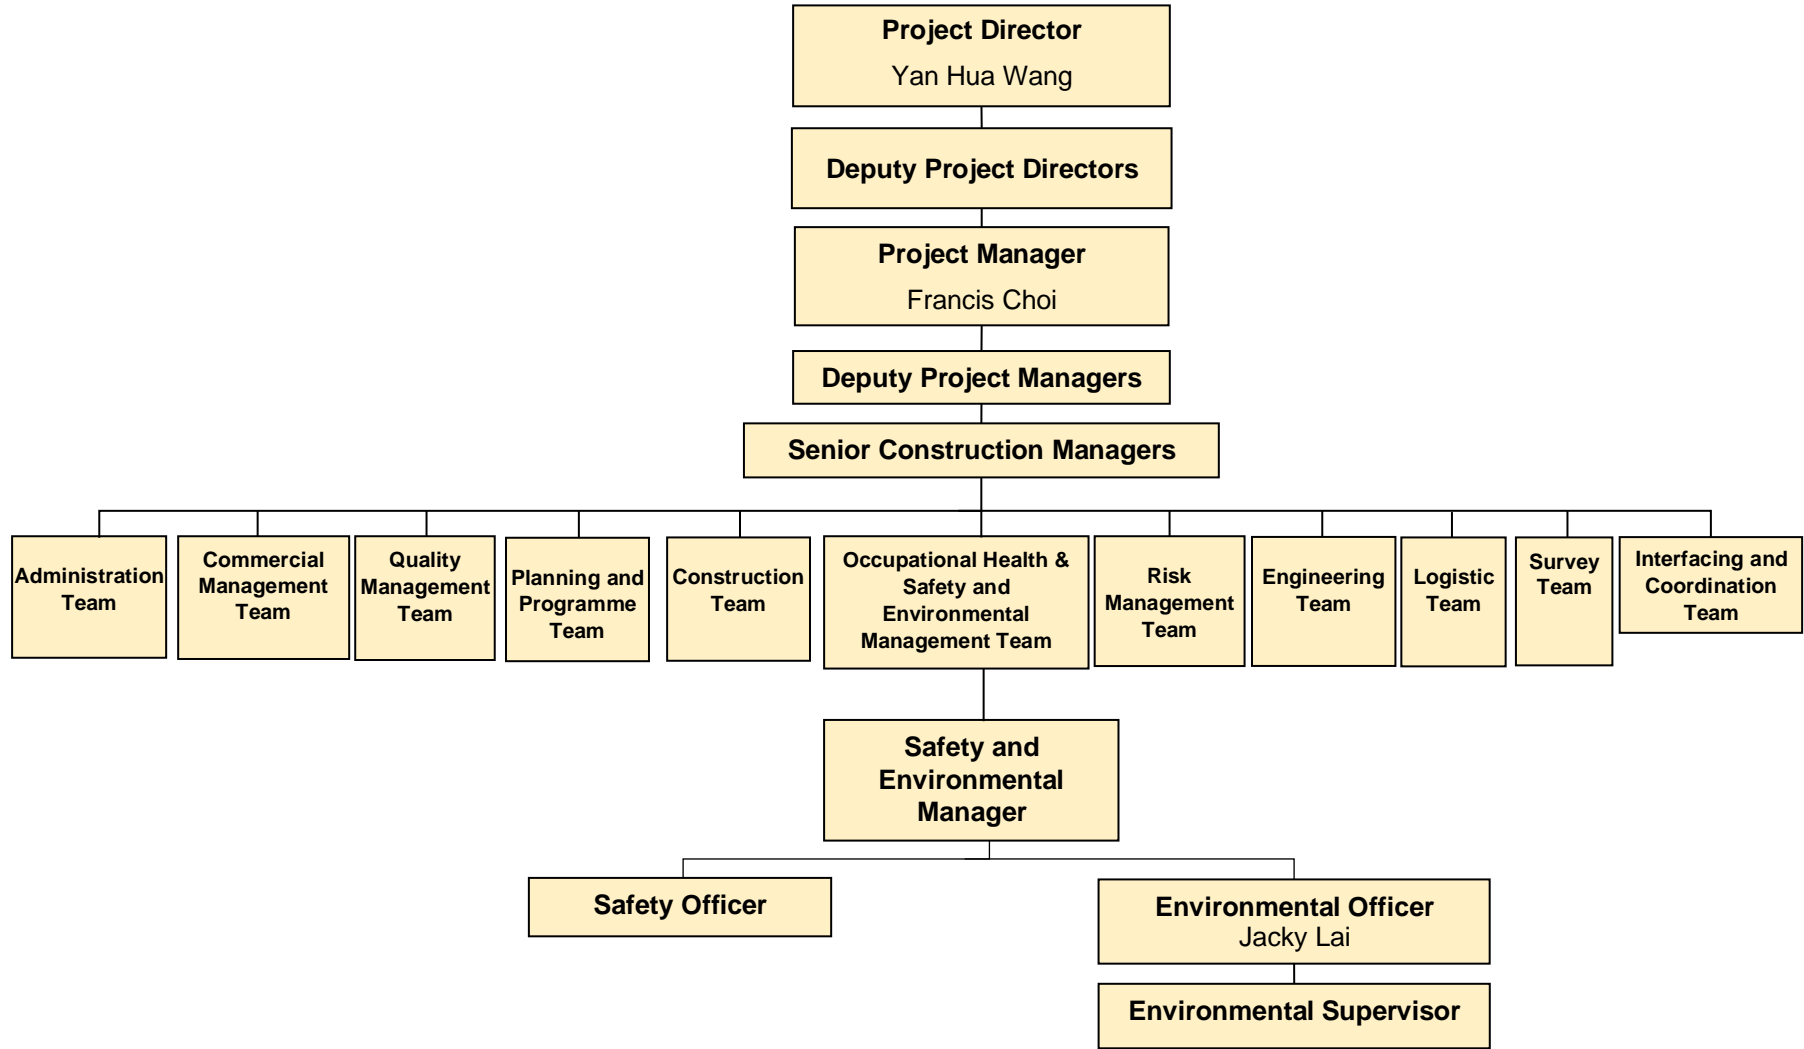 Project Director
Yan Hua Wang
Deputy Project Directors
Project Manager
Francis Choi
Deputy Project Managers
Senior Construction Managers
Administration
Team
Commercial
Management
Team
Quality
Management
Team
Planning and
Programme
Team
Construction
Team
Occupational Health &
Safety and
Environmental
Management Team
Risk
Management
Team
Engineering
Team
Logistic
Team
Survey
Team
Interfacing and
Coordination
Team
Safety and
Environmental
Manager
Safety Officer
Environmental Officer
Jacky Lai
Environmental Supervisor